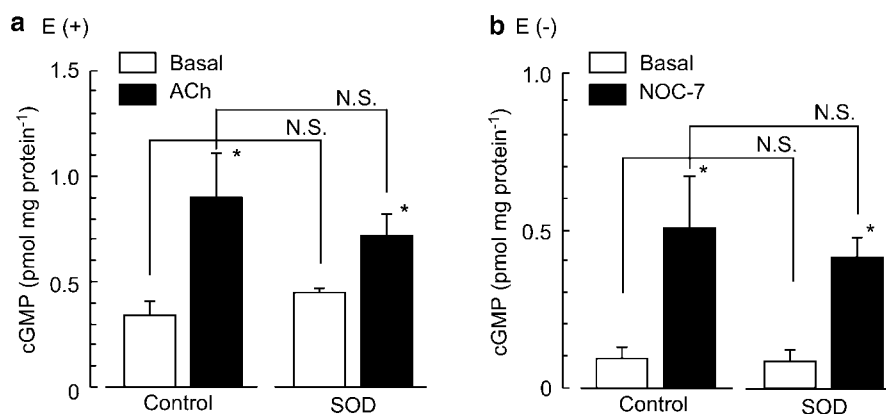 a E (+)
Basal
ACh
cGMP (pmol mg protein⁻¹)
1.5
1.0
0.5
0
N.S.
N.S.
*
*
Control
SOD
b E (-)
Basal
NOC-7
cGMP (pmol mg protein⁻¹)
1.0
0.5
0
N.S.
N.S.
*
*
Control
SOD